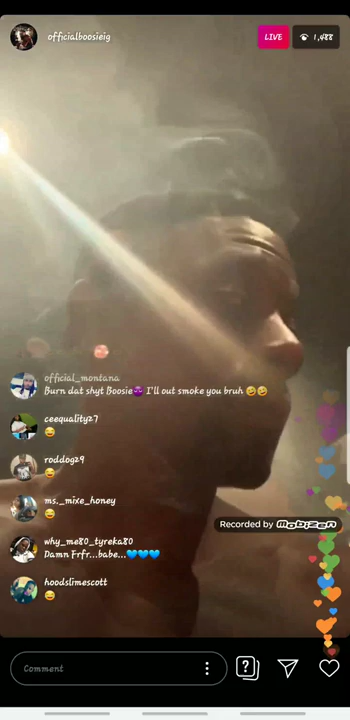 officialboosieig
LIVE
1,488
official_montana
Burn dat shyt Boosie😈 I'll out smoke you bruh 🤣🤣
ceequality27
😂
roddog29
😂
ms._mixe_honey
😂
why_me80_tyreka80
Damn Frfr...babe...💙💙💙
hoodslimescott
😂
Recorded by mobizen
Comment